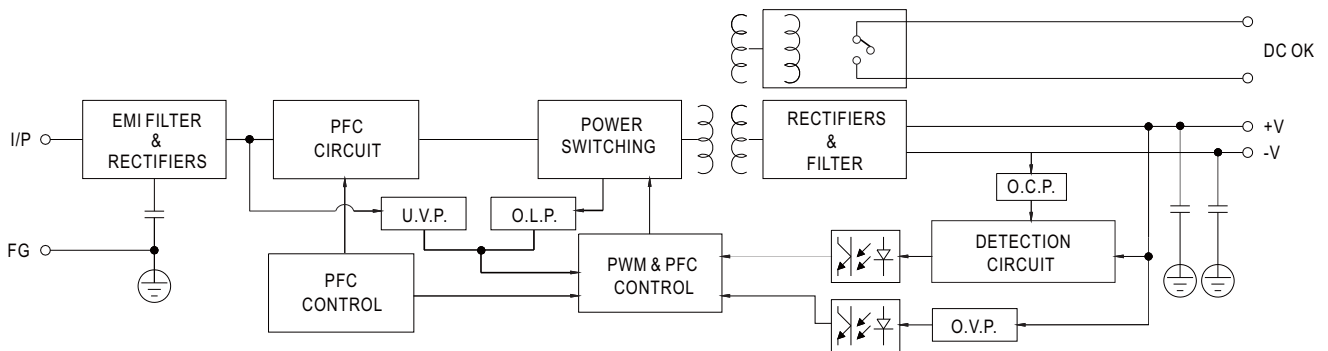 DC OK
I/P
EMI FILTER
&
RECTIFIERS
PFC
CIRCUIT
POWER
SWITCHING
RECTIFIERS
&
FILTER
+V
-V
U.V.P.
O.L.P.
O.C.P.
FG
PFC
CONTROL
PWM & PFC
CONTROL
DETECTION
CIRCUIT
O.V.P.